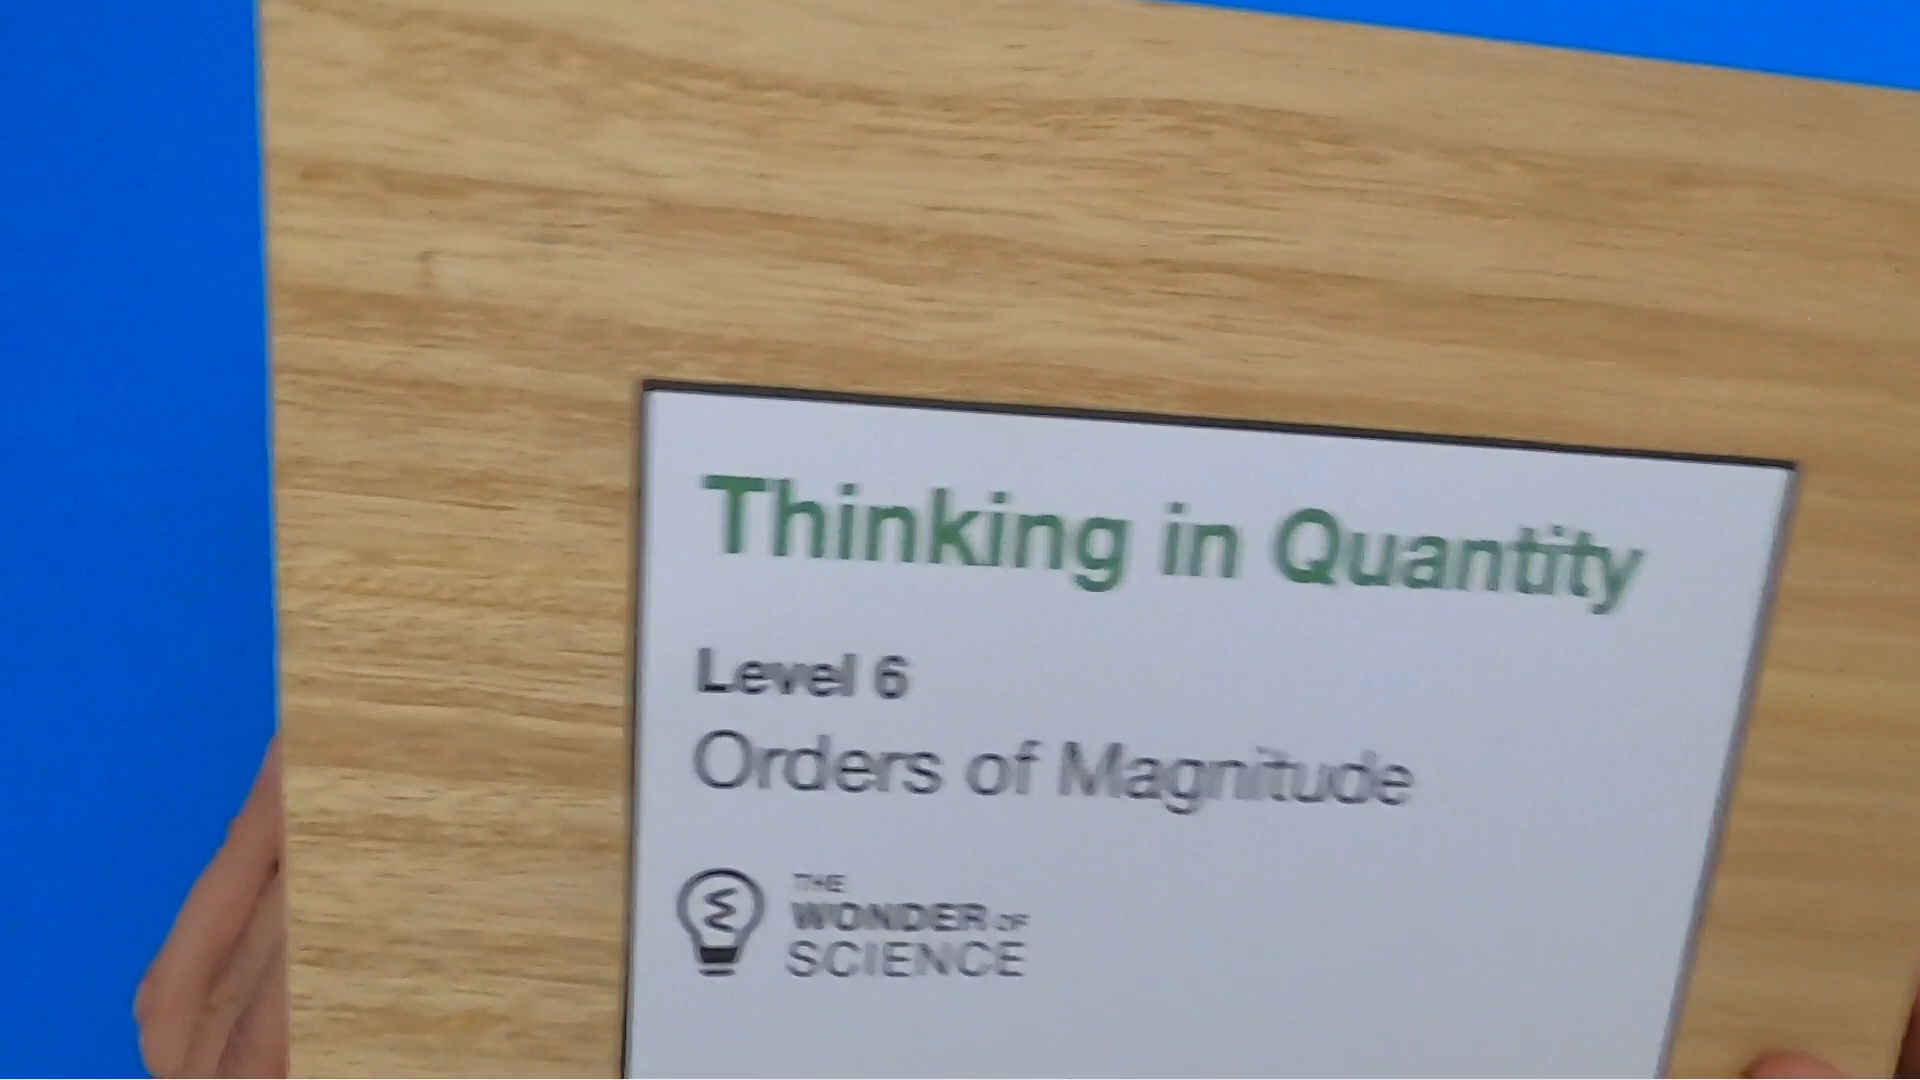 Thinking in Quantity
Level 6
Orders of Magnitude
THE
WONDER OF
SCIENCE